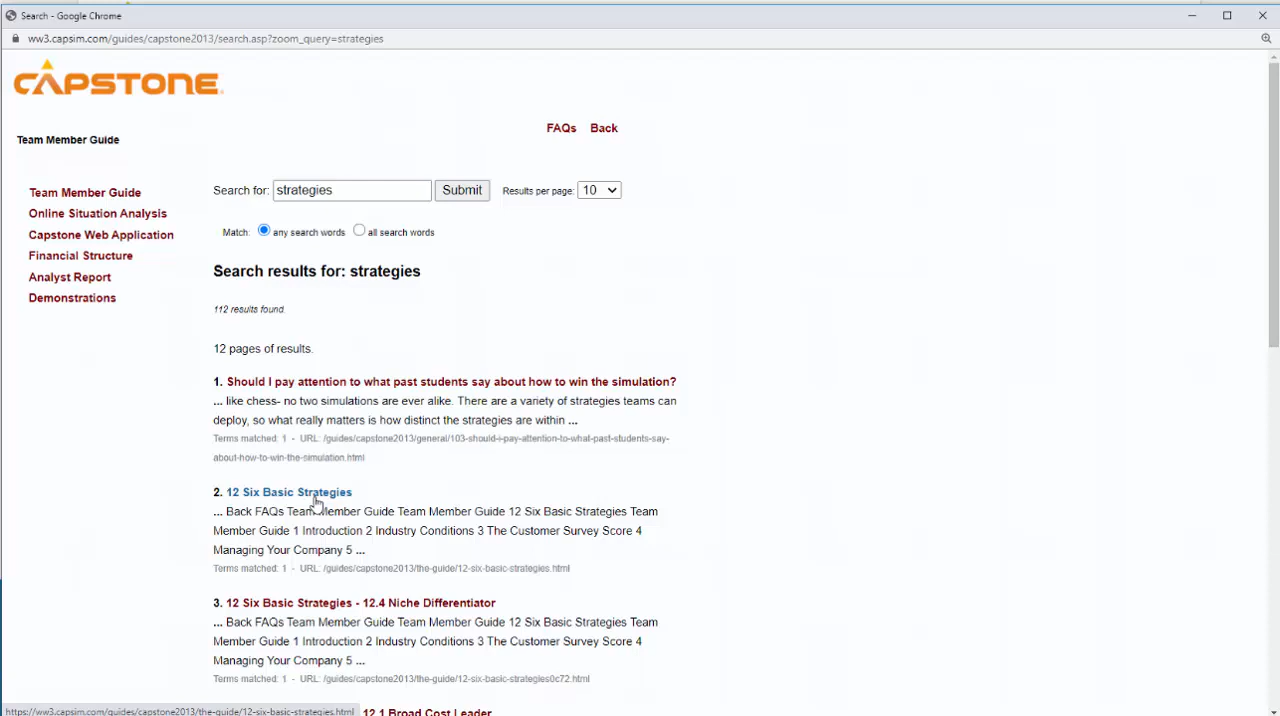 Search - Google Chrome
ww3.capsim.com/guides/capstone2013/search.asp?zoom_query=strategies
CAPSTONE
FAQs Back
Team Member Guide
Team Member Guide
Online Situation Analysis
Capstone Web Application
Financial Structure
Analyst Report
Demonstrations
Search for: strategies Submit Results per page: 10
Match: any search words all search words
Search results for: strategies
112 results found.
12 pages of results.
1. Should I pay attention to what past students say about how to win the simulation?
... like chess- no two simulations are ever alike. There are a variety of strategies teams can
deploy, so what really matters is how distinct the strategies are within ...
Terms matched: 1 - URL: /guides/capstone2013/general/103-should-i-pay-attention-to-what-past-students-say-
about-how-to-win-the-simulation.html
2. 12 Six Basic Strategies
... Back FAQs Team Member Guide Team Member Guide 12 Six Basic Strategies Team
Member Guide 1 Introduction 2 Industry Conditions 3 The Customer Survey Score 4
Managing Your Company 5 ...
Terms matched: 1 - URL: /guides/capstone2013/the-guide/12-six-basic-strategies.html
3. 12 Six Basic Strategies - 12.4 Niche Differentiator
... Back FAQs Team Member Guide Team Member Guide 12 Six Basic Strategies Team
Member Guide 1 Introduction 2 Industry Conditions 3 The Customer Survey Score 4
Managing Your Company 5 ...
Terms matched: 1 - URL: /guides/capstone2013/the-guide/12-six-basic-strategies0c72.html
12.1 Broad Cost Leader
https://ww3.capsim.com/guides/capstone2013/the-guide/12-six-basic-strategies.html